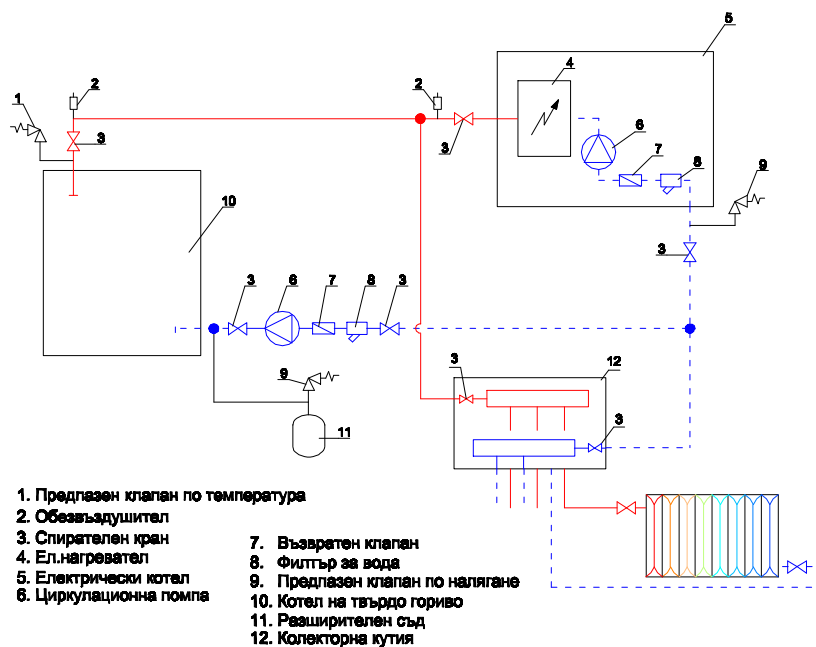 5
4
2
2
1
6
7
8
9
3
3
10
3
3
6
7
8
3
12
3
9
3
11
1. Предпазен клапан по температура
2. Обезвъздушител
3. Спирателен кран
4. Ел.нагревател
5. Електрически котел
6. Циркулационна помпа
7. Възвратен клапан
8. Филтър за вода
9. Предпазен клапан по налягане
10. Котел на твърдо гориво
11. Разширителен съд
12. Колекторна кутия